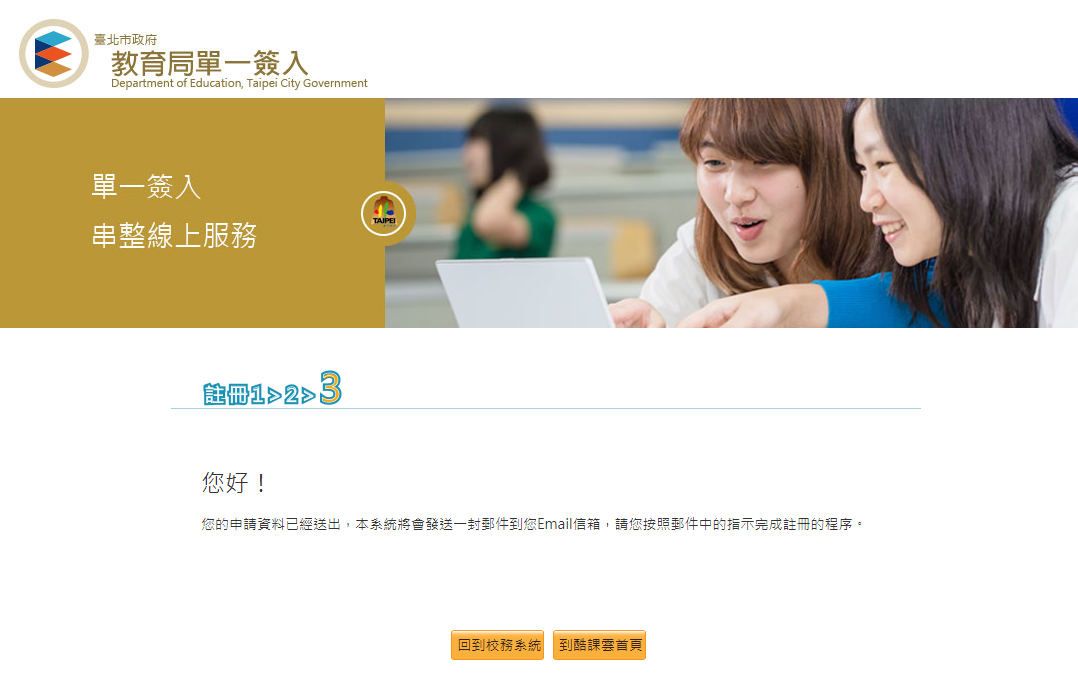 臺北市政府
教育局單一簽入
Department of Education, Taipei City Government
單一簽入
串整線上服務
TAIPEI
註冊1>2>3
您好！
您的申請資料已經送出，本系統將會發送一封郵件到您Email信箱，請您按照郵件中的指示完成註冊的程序。
回到校務系統 到酷課雲首頁